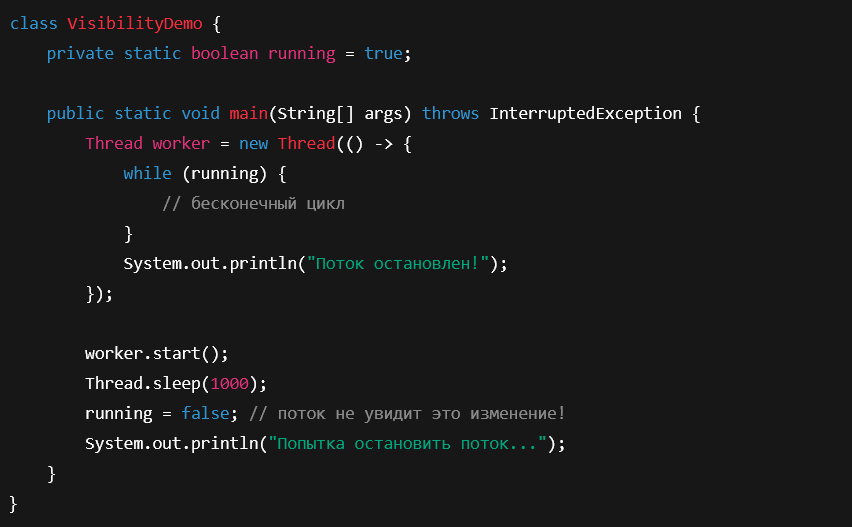 class VisibilityDemo {
    private static boolean running = true;

    public static void main(String[] args) throws InterruptedException {
        Thread worker = new Thread(() -> {
            while (running) {
                // бесконечный цикл
            }
            System.out.println("Поток остановлен!");
        });

        worker.start();
        Thread.sleep(1000);
        running = false; // поток не увидит это изменение!
        System.out.println("Попытка остановить поток...");
    }
}